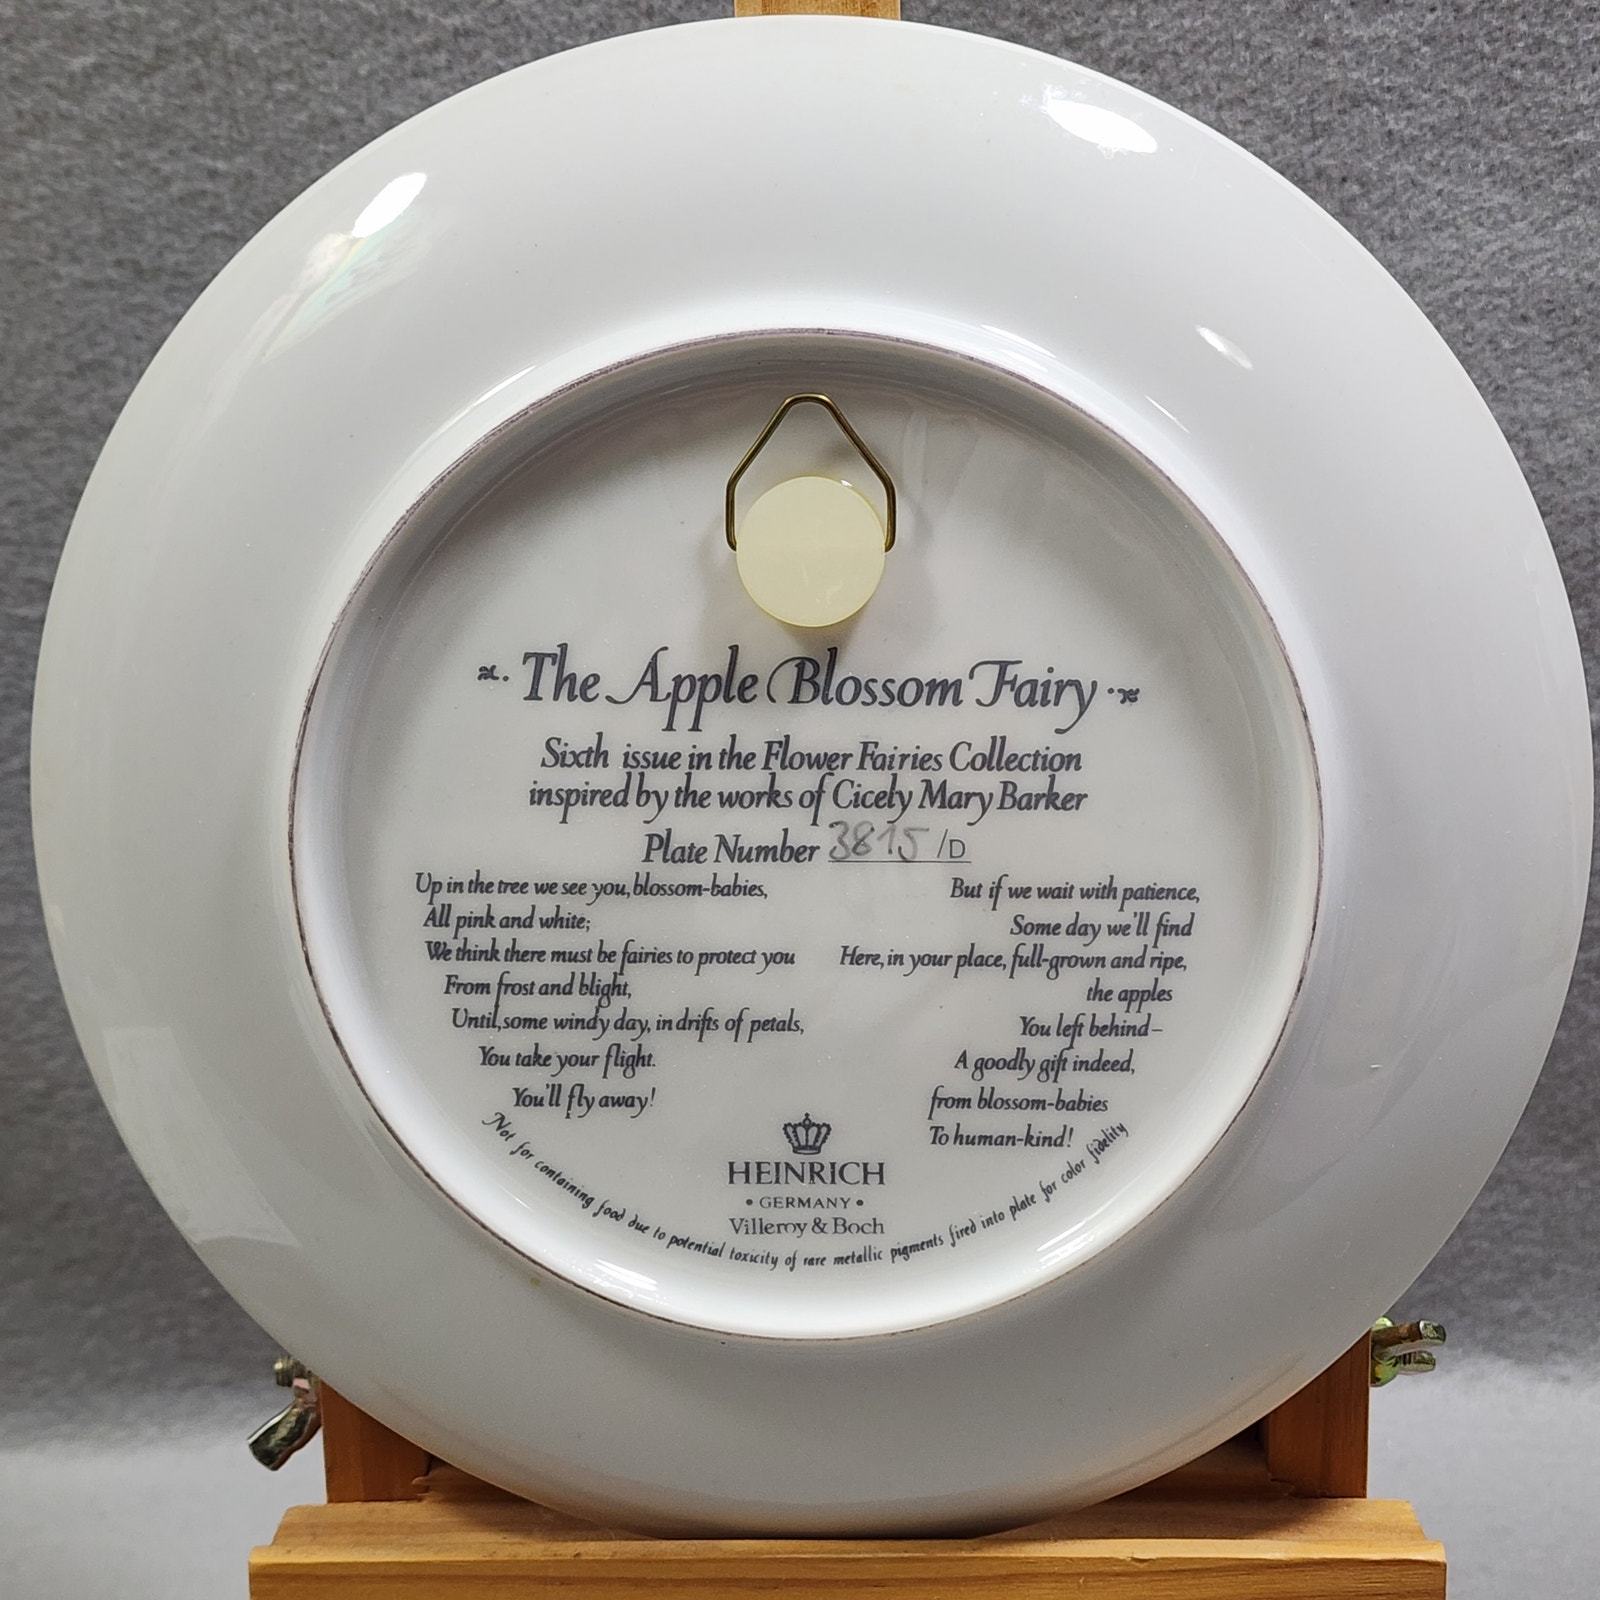 The Apple Blossom Fairy
Sixth issue in the Flower Fairies Collection
inspired by the works of Cicely Mary Barker
Plate Number 3815 /D
Up in the tree we see you, blossom-babies,
All pink and white;
We think there must be fairies to protect you
From frost and blight,
Until, some windy day, in drifts of petals,
You take your flight.
You'll fly away!
But if we wait with patience,
Some day we'll find
Here, in your place, full-grown and ripe,
the apples
You left behind–
A goodly gift indeed,
from blossom-babies
To human-kind!
HEINRICH
• GERMANY •
Villeroy & Boch
Not for containing food due to potential toxicity of rare metallic pigments fired into plate for color fidelity